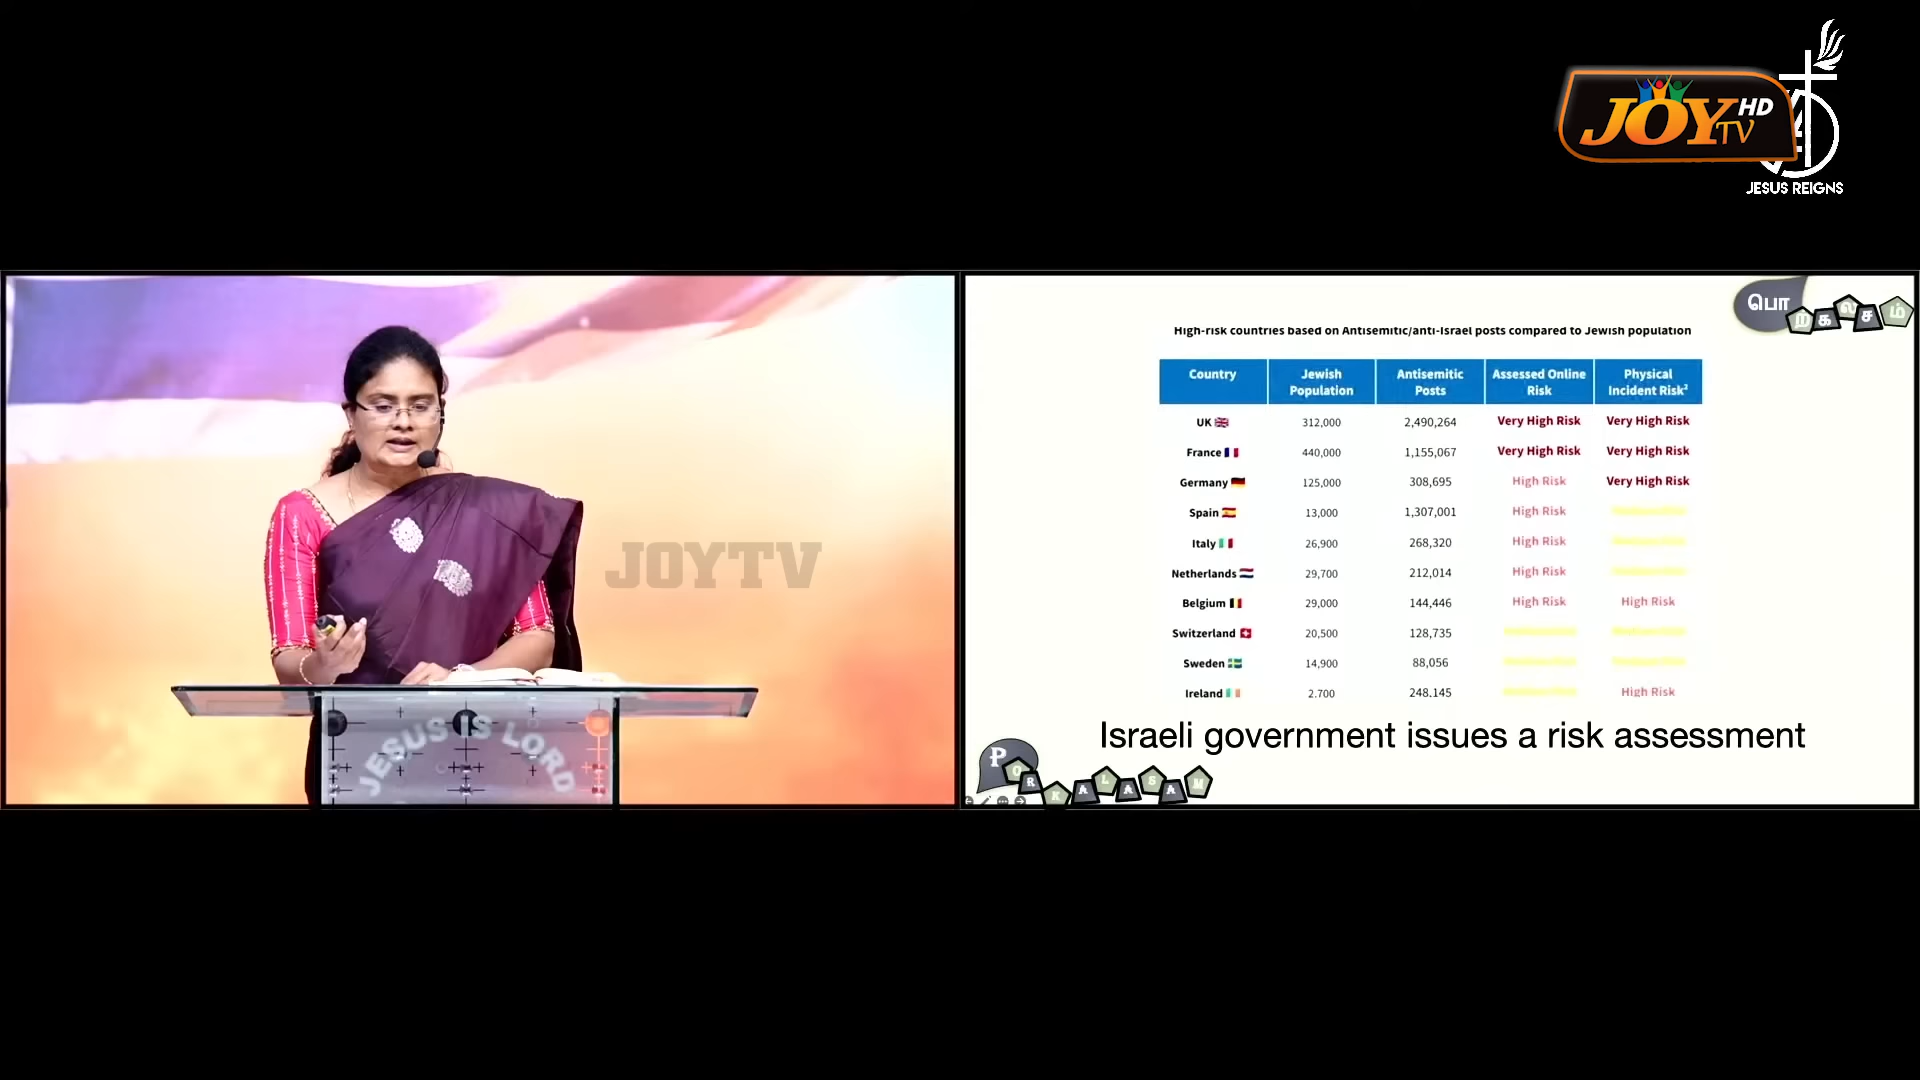 JOY TV HD
JESUS REIGNS
பொற்கலசம்
High-risk countries based on Antisemitic/anti-Israel posts compared to Jewish population
Country Jewish Population Antisemitic Posts Assessed Online Risk Physical Incident Risk²
UK 312,000 2,490,264 Very High Risk Very High Risk
France 440,000 1,155,067 Very High Risk Very High Risk
Germany 125,000 308,695 High Risk Very High Risk
Spain 13,000 1,307,001 High Risk
Italy 26,900 268,320 High Risk
Netherlands 29,700 212,014 High Risk
Belgium 29,000 144,446 High Risk High Risk
Switzerland 20,500 128,735
Sweden 14,900 88,056
Ireland 2.700 248.145 High Risk
Israeli government issues a risk assessment
PORKALASAM
JOYTV
JESUS IS LORD